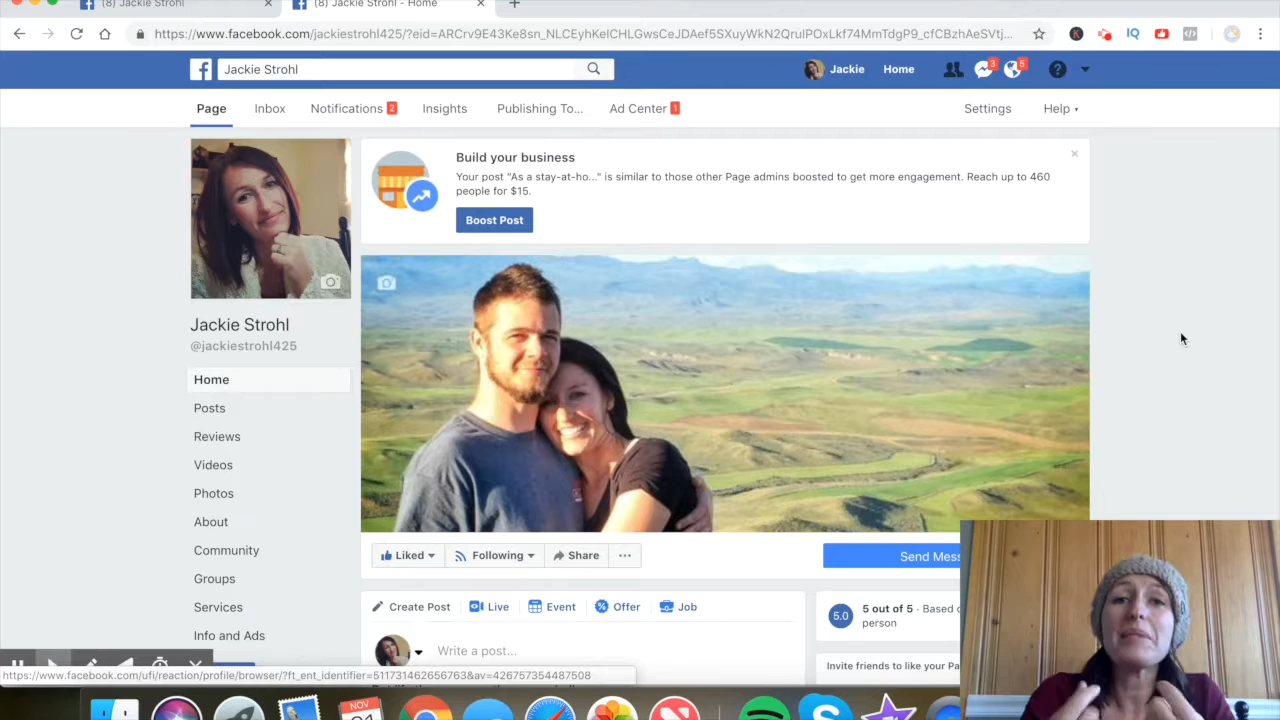 (8) Jackie Strohl
(8) Jackie Strohl - Home
https://www.facebook.com/jackiestrohl425/?eid=ARCrv9E43Ke8sn_NLCEyhKelCHLGwsCeJDAef5SXuyWkN2QrulPOxLkf74MmTdgP9_cfCBzhAeSVtj...
IQ
Jackie Strohl
Jackie
Home
3
5
Page
Inbox
Notifications 2
Insights
Publishing To...
Ad Center 1
Settings
Help
Build your business
Your post "As a stay-at-ho..." is similar to those other Page admins boosted to get more engagement. Reach up to 460
people for $15.
Boost Post
Jackie Strohl
@jackiestrohl425
Home
Posts
Reviews
Videos
Photos
About
Community
Groups
Services
Info and Ads
Liked
Following
Share
Send Mess
Create Post
Live
Event
Offer
Job
Write a post...
5.0
5 out of 5 · Based o
person
Invite friends to like your Pa
https://www.facebook.com/ufi/reaction/profile/browser/?ft_ent_identifier=511731462656763&av=426757354487508
NOV